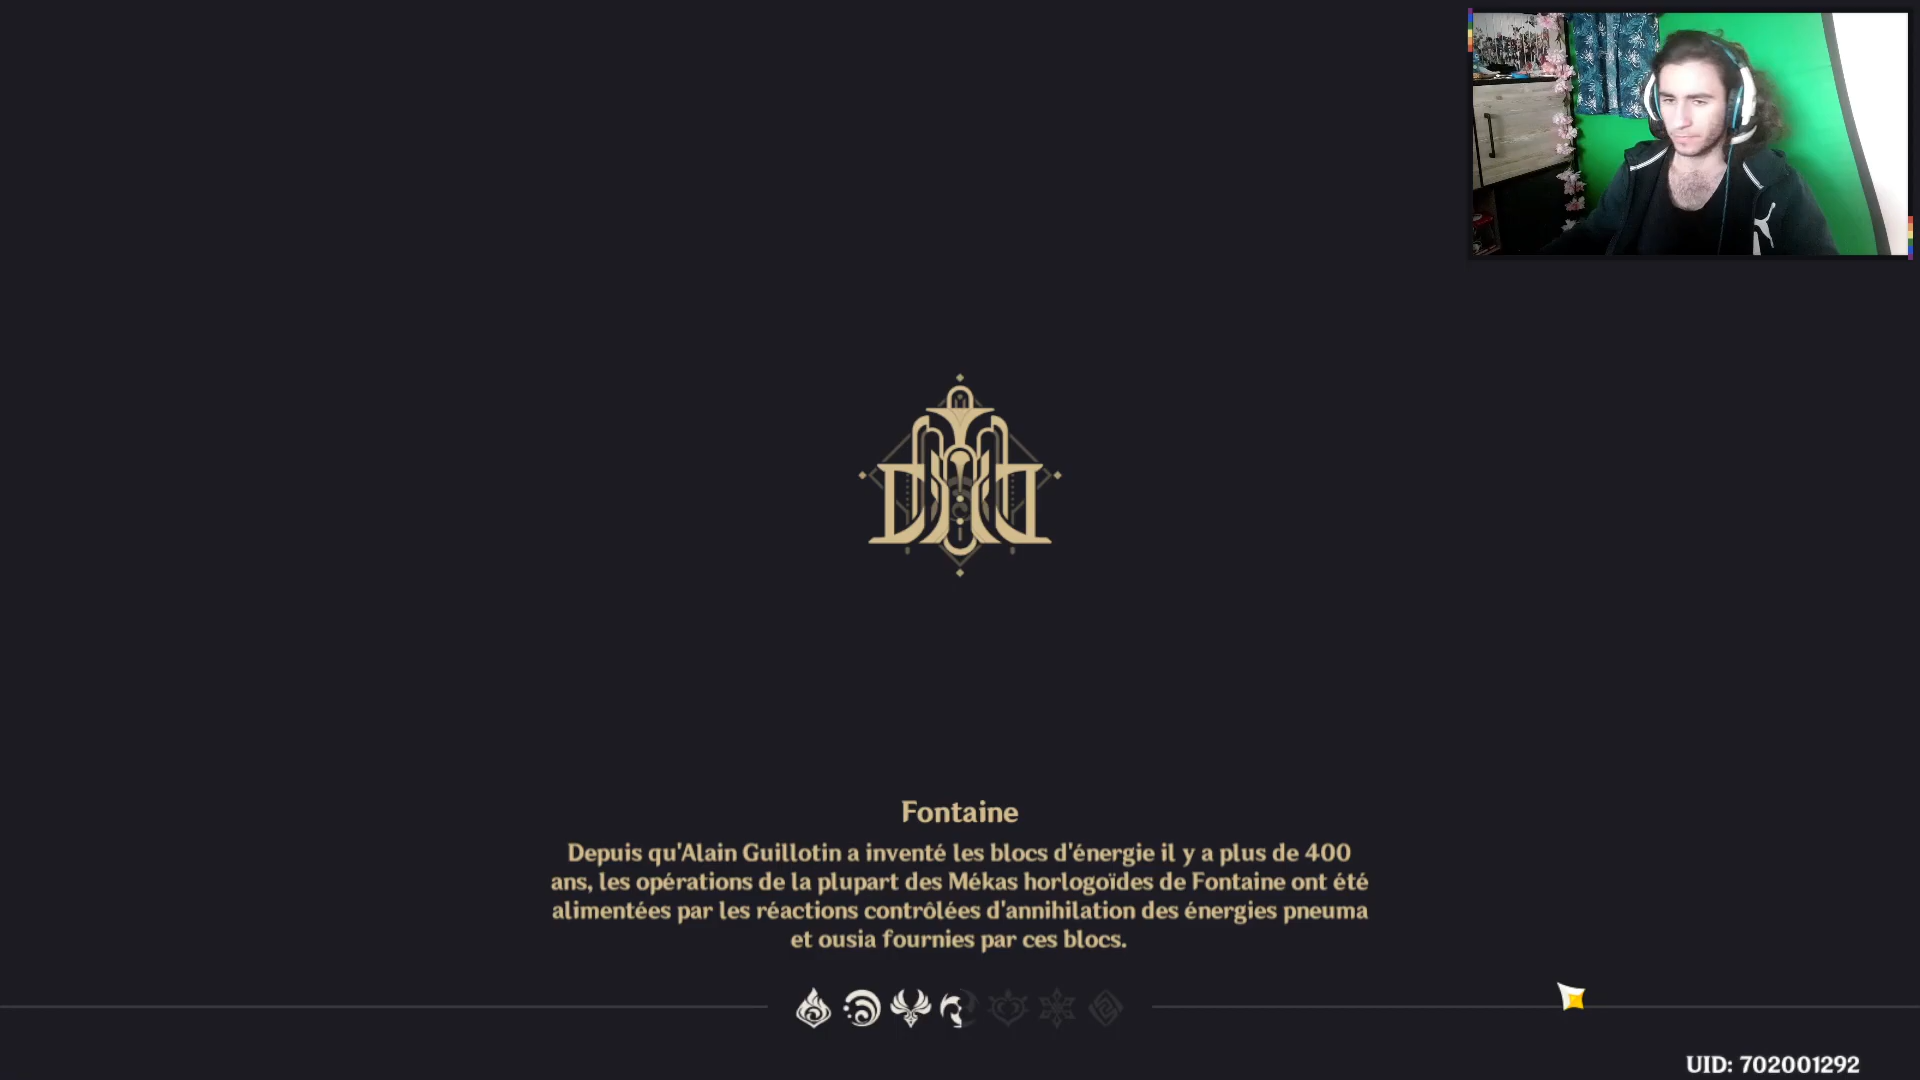 Fontaine
Depuis qu'Alain Guillotin a inventé les blocs d'énergie il y a plus de 400
ans, les opérations de la plupart des Mékas horlogoïdes de Fontaine ont été
alimentées par les réactions contrôlées d'annihilation des énergies pneuma
et ousia fournies par ces blocs.
UID: 702001292